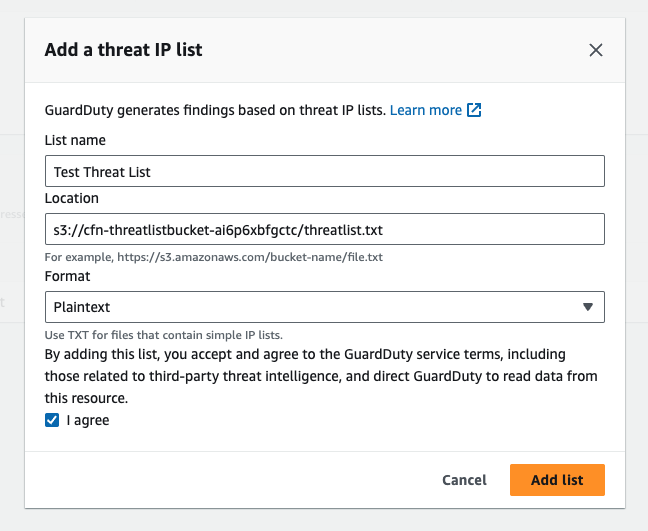 Add a threat IP list
GuardDuty generates findings based on threat IP lists. Learn more
List name
Test Threat List
Location
s3://cfn-threatlistbucket-ai6p6xbfgctc/threatlist.txt
For example, https://s3.amazonaws.com/bucket-name/file.txt
Format
Plaintext
Use TXT for files that contain simple IP lists.
By adding this list, you accept and agree to the GuardDuty service terms, including
those related to third-party threat intelligence, and direct GuardDuty to read data from
this resource.
I agree
Cancel
Add list